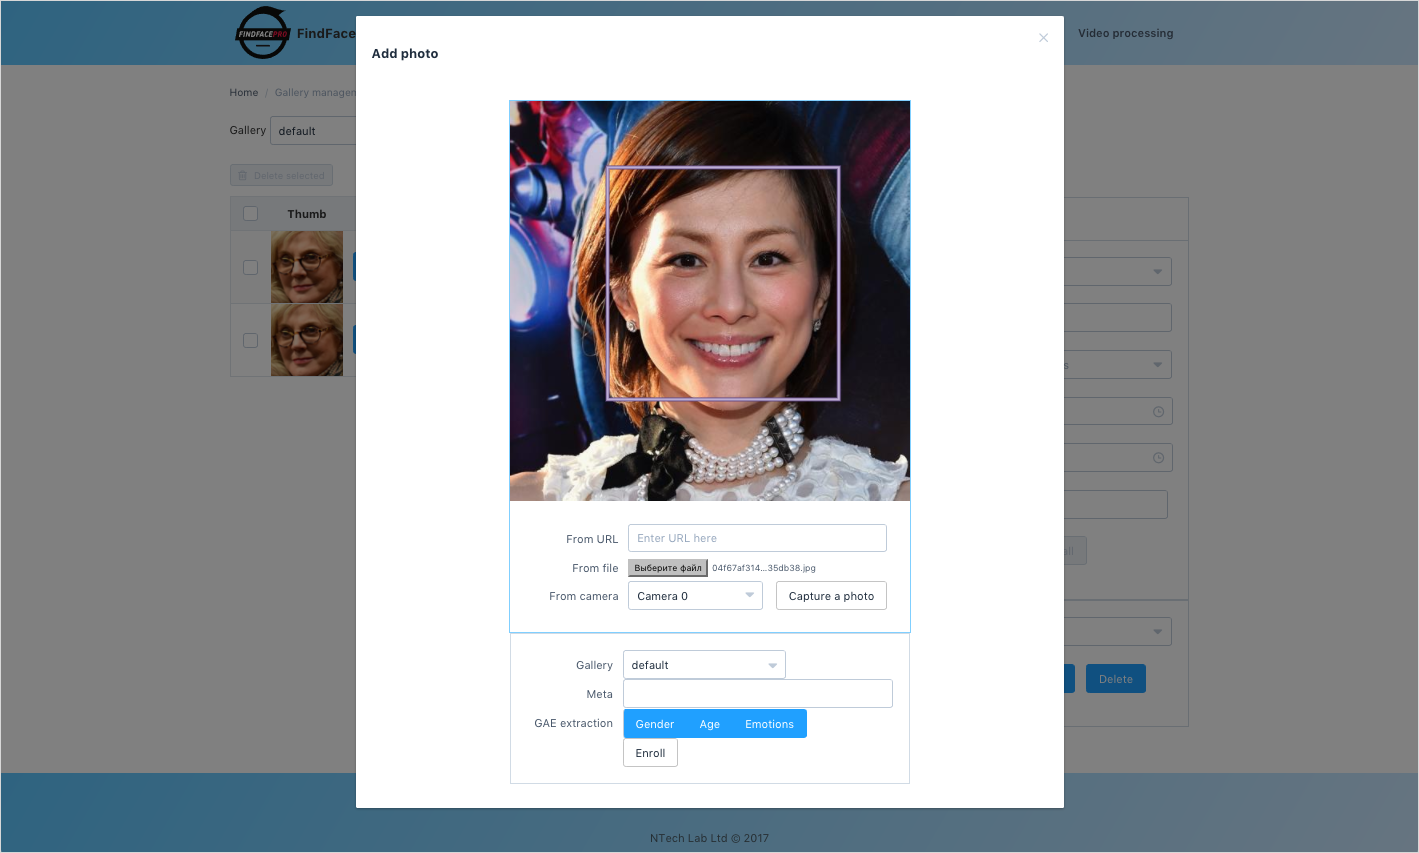 FINDFACEPRO FindFace
Video processing
Add photo
Home / Gallery managem
Gallery default
Delete selected
Thumb
From URL Enter URL here
From file Выберите файл 04f67af314...35db38.jpg
From camera Camera 0 Capture a photo
Gallery default
Meta
GAE extraction Gender Age Emotions
Enroll
Delete
NTech Lab Ltd © 2017